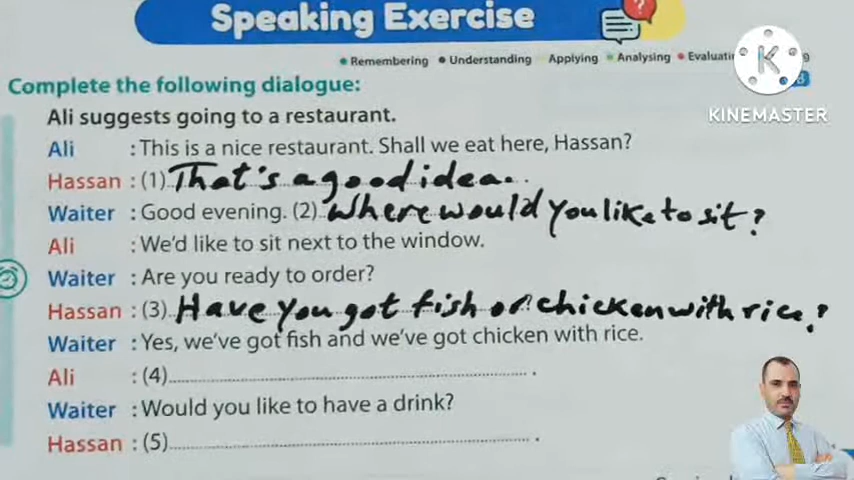 Speaking Exercise
?
Remembering Understanding Applying Analysing
K
KINEMASTER
Complete the following dialogue:
Ali suggests going to a restaurant.
Ali : This is a nice restaurant. Shall we eat here, Hassan?
Hassan : (1) That's a good idea.
Waiter : Good evening. (2) Where would you like to sit?
Ali : We'd like to sit next to the window.
Waiter : Are you ready to order?
Hassan : (3) Have you got fish or chicken with rice?
Waiter : Yes, we've got fish and we've got chicken with rice.
Ali : (4)............................................................ .
Waiter : Would you like to have a drink?
Hassan : (5)............................................................ .